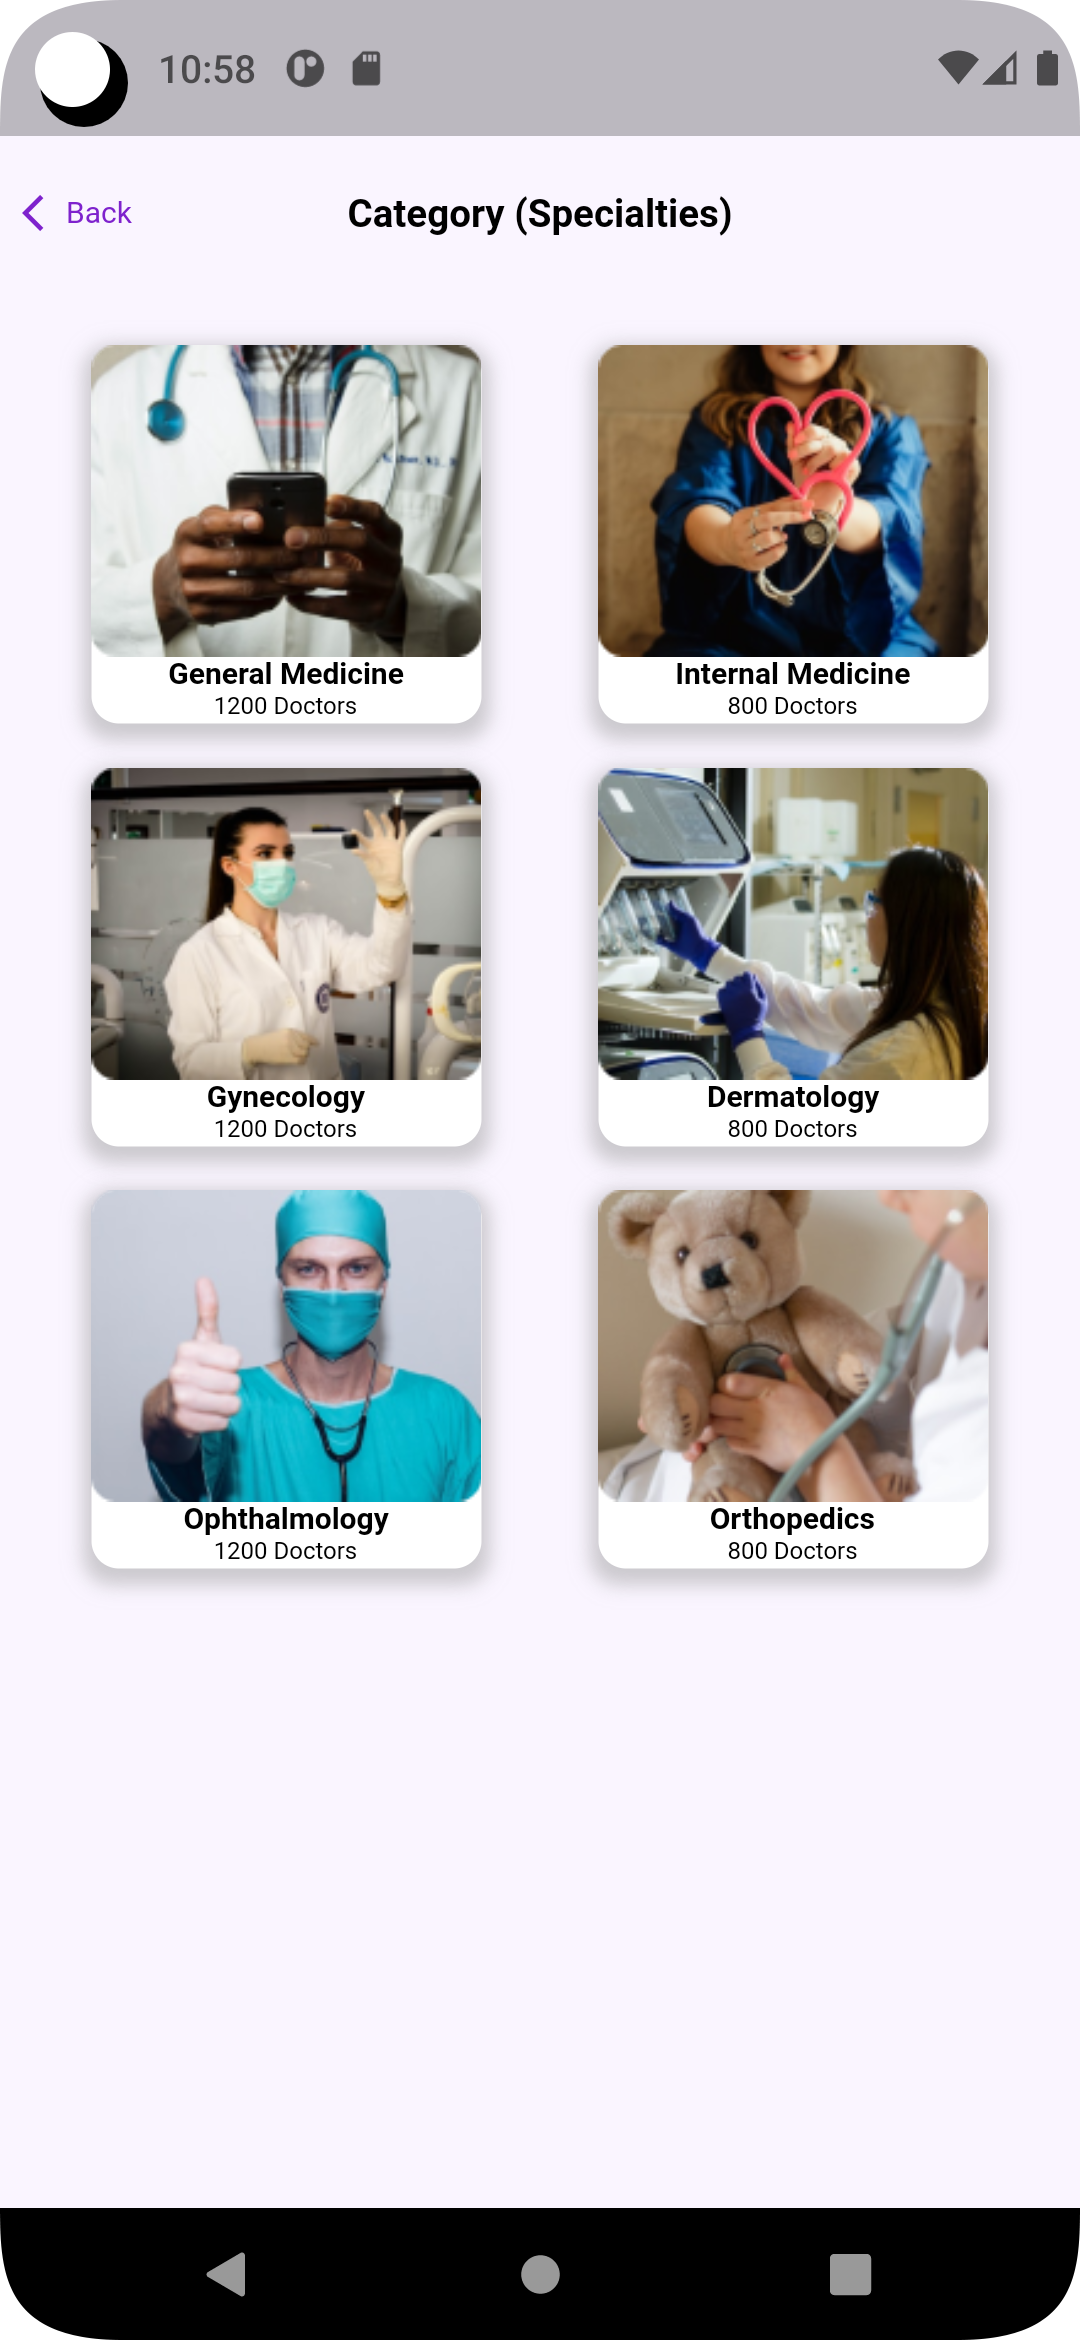 10:58
Back
Category (Specialties)
General Medicine
1200 Doctors
Internal Medicine
800 Doctors
Gynecology
1200 Doctors
Dermatology
800 Doctors
Ophthalmology
1200 Doctors
Orthopedics
800 Doctors